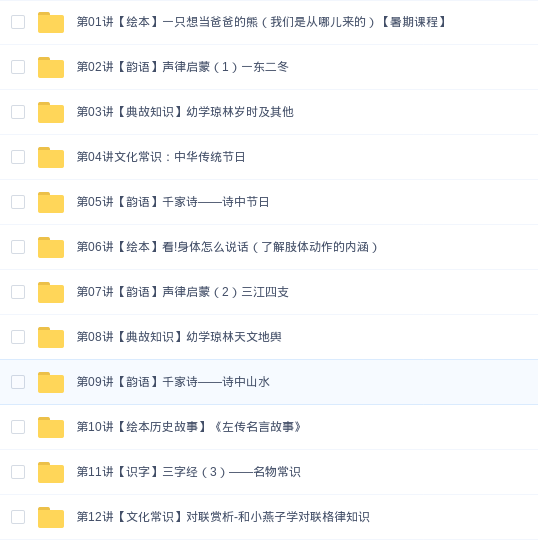 第01讲【绘本】一只想当爸爸的熊（我们是从哪儿来的）【暑期课程】
第02讲【韵语】声律启蒙（1）一东二冬
第03讲【典故知识】幼学琼林岁时及其他
第04讲文化常识：中华传统节日
第05讲【韵语】千家诗——诗中节日
第06讲【绘本】看!身体怎么说话（了解肢体动作的内涵）
第07讲【韵语】声律启蒙（2）三江四支
第08讲【典故知识】幼学琼林天文地舆
第09讲【韵语】千家诗——诗中山水
第10讲【绘本历史故事】《左传名言故事》
第11讲【识字】三字经（3）——名物常识
第12讲【文化常识】对联赏析-和小燕子学对联格律知识